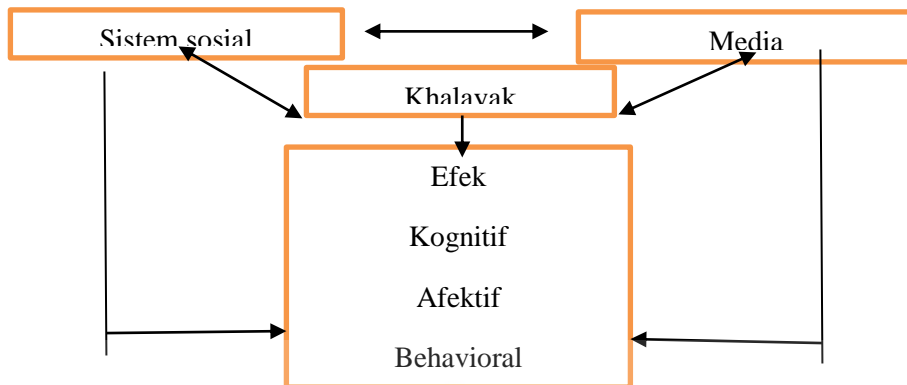 Sistem sosial
Media
Khalayak
Efek
Kognitif
Afektif
Behavioral